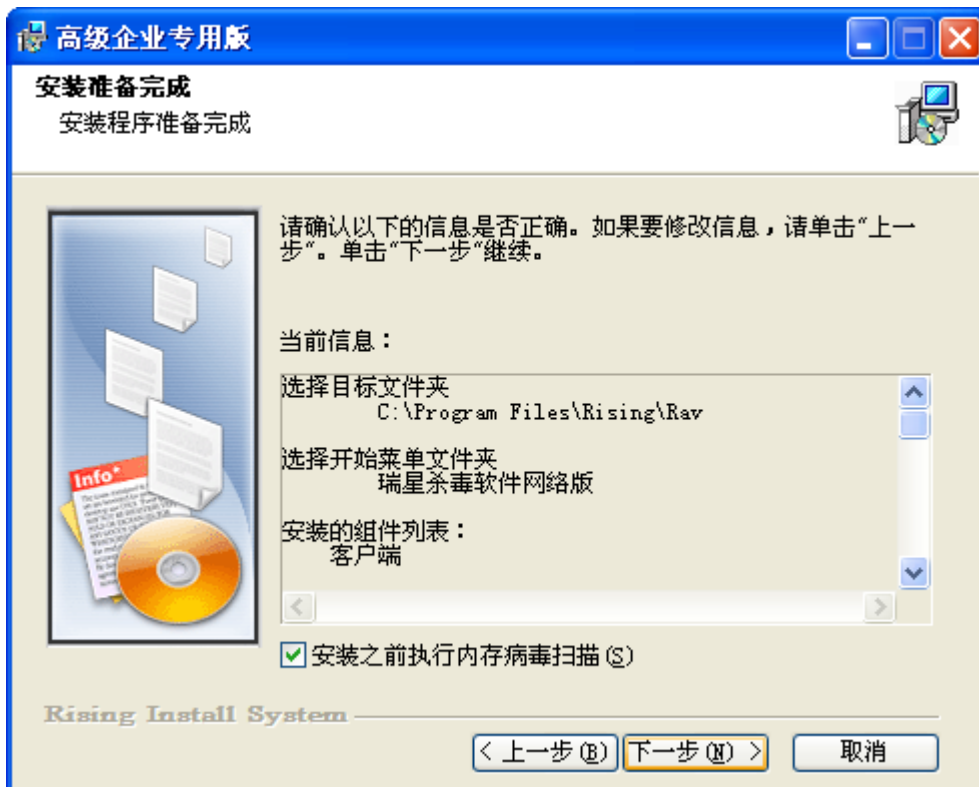 高级企业专用版
安装准备完成
安装程序准备完成
请确认以下的信息是否正确。如果要修改信息，请单击“上一
步”。单击“下一步”继续。
当前信息：
选择目标文件夹
C:\Program Files\Rising\Rav
选择开始菜单文件夹
瑞星杀毒软件网络版
安装的组件列表：
客户端
Info
安装之前执行内存病毒扫描(S)
Rising Install System
< 上一步(B)
下一步(N) >
取消